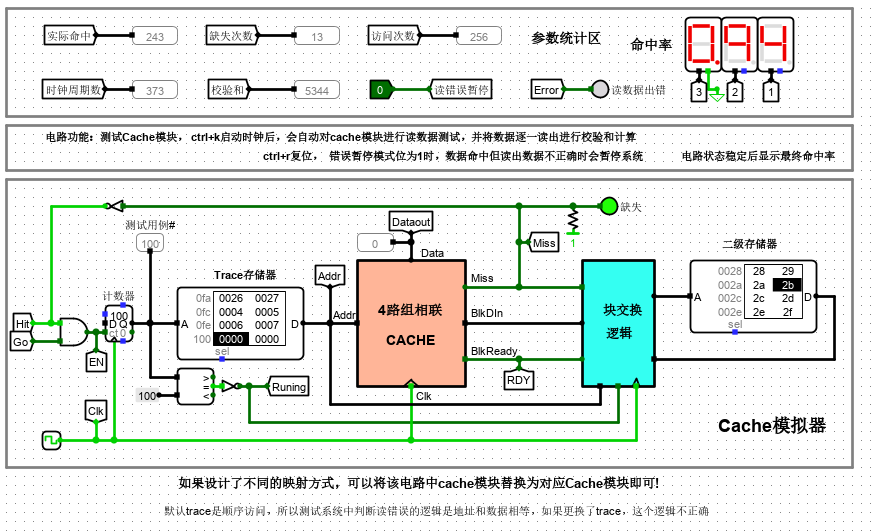 实际命中 243 缺失次数 13 访问次数 256 参数统计区 命中率 0.94
时钟周期数 373 校验和 5344 0 读错误暂停 Error 读数据出错 3 2 1
电路功能：测试Cache模块， ctrl+k启动时钟后，会自动对cache模块进行读数据测试，并将数据逐一读出进行校验和计算
ctrl+r复位， 错误暂停模式位为1时，数据命中但读出数据不正确时会暂停系统 电路状态稳定后显示最终命中率
缺失
测试用例#
100
0
Dataout
Data
Miss
1
二级存储器
0028 28 29
002a 2a 2b
002c 2c 2d
002e 2e 2f
sel
A D
Trace存储器
0fa 0026 0027
0fc 0004 0005
0fe 0006 0007
100 0000 0000
sel
A D
Addr
Addr
计数器
100
D Q
ct 0
Hit
Go
EN
4路组相联
CACHE
Miss
BlkDIn
BlkReady
块交换
逻辑
RDY
>
=
<
100
Runing
Clk
Clk
Cache模拟器
如果设计了不同的映射方式，可以将该电路中cache模块替换为对应Cache模块即可!
默认trace是顺序访问，所以测试系统中判断读错误的逻辑是地址和数据相等，如果更换了trace，这个逻辑不正确